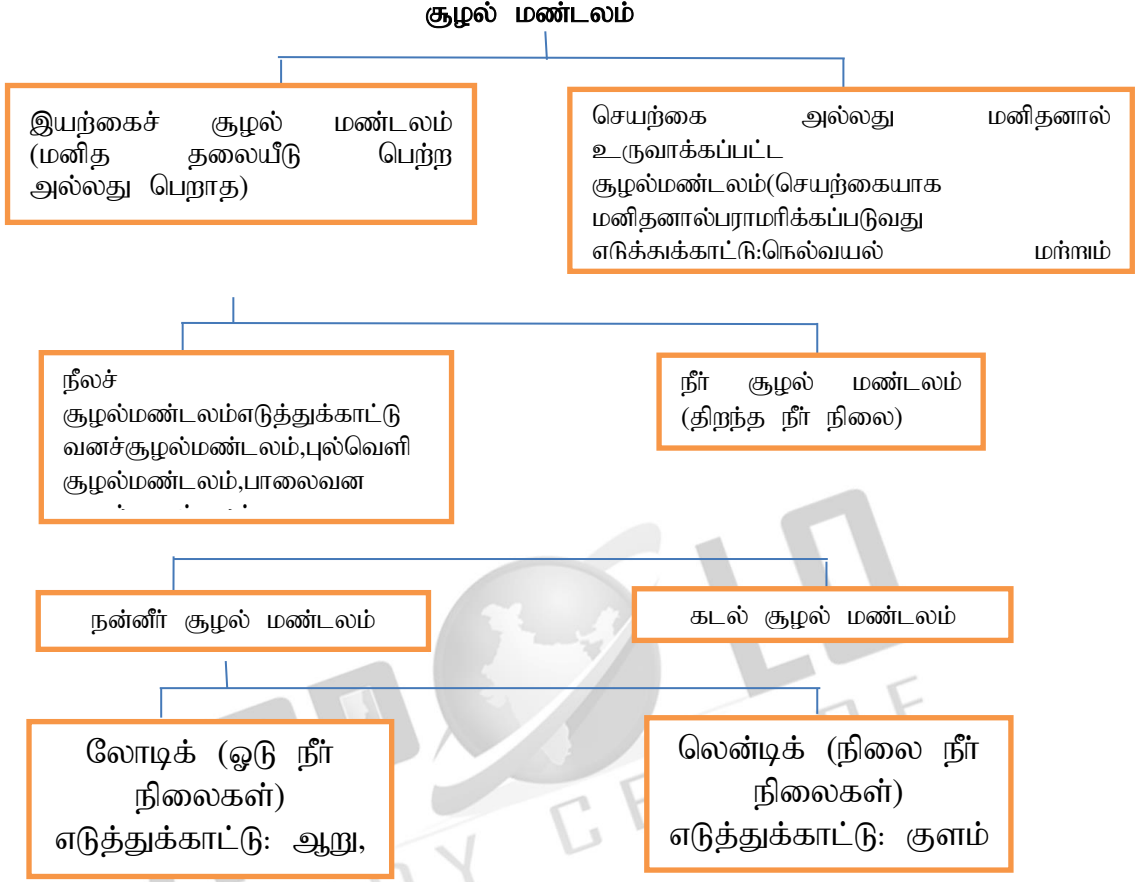 சூழல் மண்டலம்
இயற்கைச் சூழல் மண்டலம்
(மனித தலையீடு பெற்ற
அல்லது பெறாத)
செயற்கை அல்லது மனிதனால்
உருவாக்கப்பட்ட
சூழல்மண்டலம்(செயற்கையாக
மனிதனால்பராமரிக்கப்படுவது
எடுத்துக்காட்டு:நெல்வயல் மற்றும்
நீலச்
சூழல்மண்டலம்எடுத்துக்காட்டு
வனச்சூழல்மண்டலம்,புல்வெளி
சூழல்மண்டலம்,பாலைவன
நீர் சூழல் மண்டலம்
(திறந்த நீர் நிலை)
நன்னீர் சூழல் மண்டலம்
கடல் சூழல் மண்டலம்
லோடிக் (ஓடு நீர்
நிலைகள்)
எடுத்துக்காட்டு: ஆறு,
லென்டிக் (நிலை நீர்
நிலைகள்)
எடுத்துக்காட்டு: குளம்